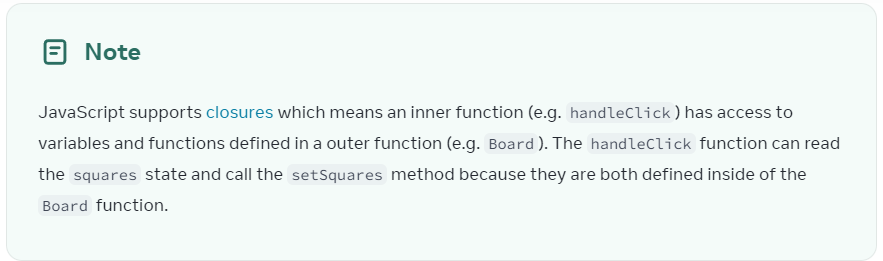 Note
JavaScript supports closures which means an inner function (e.g. handleClick) has access to
variables and functions defined in a outer function (e.g. Board). The handleClick function can read
the squares state and call the setSquares method because they are both defined inside of the
Board function.